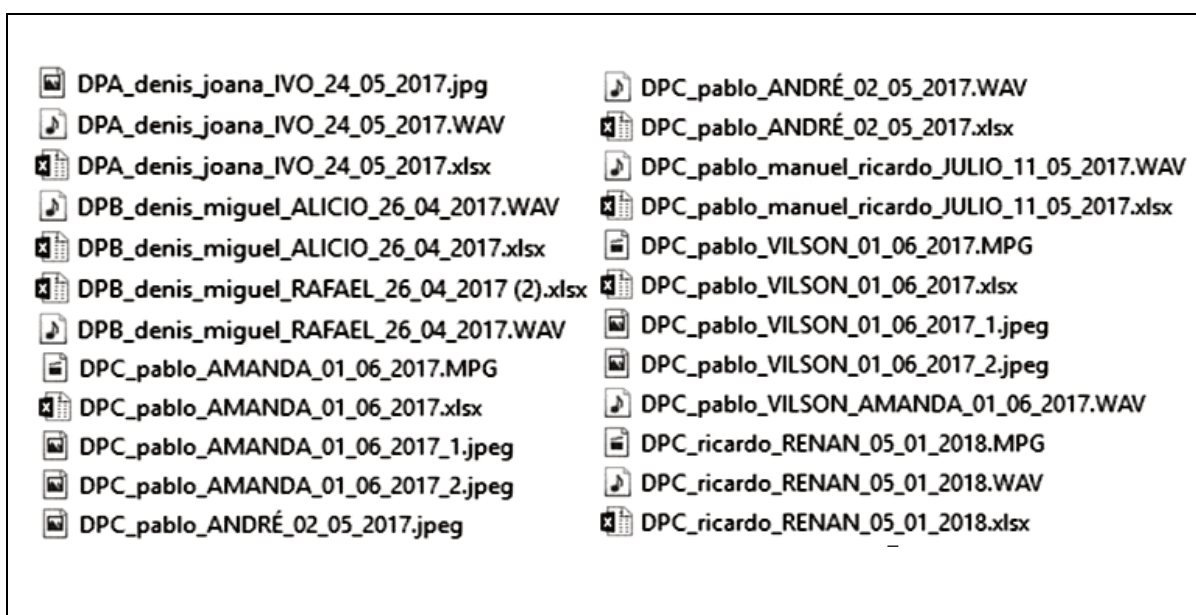 DPA_denis_joana_IVO_24_05_2017.jpg
DPA_denis_joana_IVO_24_05_2017.WAV
DPA_denis_joana_IVO_24_05_2017.xlsx
DPB_denis_miguel_ALICIO_26_04_2017.WAV
DPB_denis_miguel_ALICIO_26_04_2017.xlsx
DPB_denis_miguel_RAFAEL_26_04_2017 (2).xlsx
DPB_denis_miguel_RAFAEL_26_04_2017.WAV
DPC_pablo_AMANDA_01_06_2017.MPG
DPC_pablo_AMANDA_01_06_2017.xlsx
DPC_pablo_AMANDA_01_06_2017_1.jpeg
DPC_pablo_AMANDA_01_06_2017_2.jpeg
DPC_pablo_ANDRÉ_02_05_2017.jpeg
DPC_pablo_ANDRÉ_02_05_2017.WAV
DPC_pablo_ANDRÉ_02_05_2017.xlsx
DPC_pablo_manuel_ricardo_JULIO_11_05_2017.WAV
DPC_pablo_manuel_ricardo_JULIO_11_05_2017.xlsx
DPC_pablo_VILSON_01_06_2017.MPG
DPC_pablo_VILSON_01_06_2017.xlsx
DPC_pablo_VILSON_01_06_2017_1.jpeg
DPC_pablo_VILSON_01_06_2017_2.jpeg
DPC_pablo_VILSON_AMANDA_01_06_2017.WAV
DPC_ricardo_RENAN_05_01_2018.MPG
DPC_ricardo_RENAN_05_01_2018.WAV
DPC_ricardo_RENAN_05_01_2018.xlsx